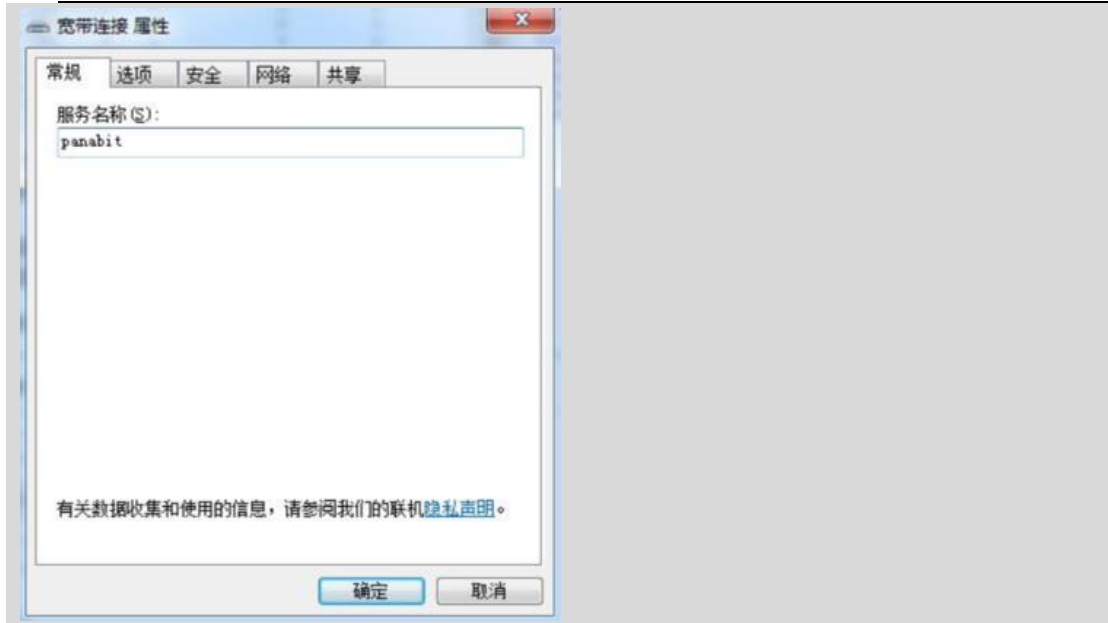 宽带连接 属性
常规 选项 安全 网络 共享
服务名称(S):
panabit
有关数据收集和使用的信息，请参阅我们的联机隐私声明。
确定 取消